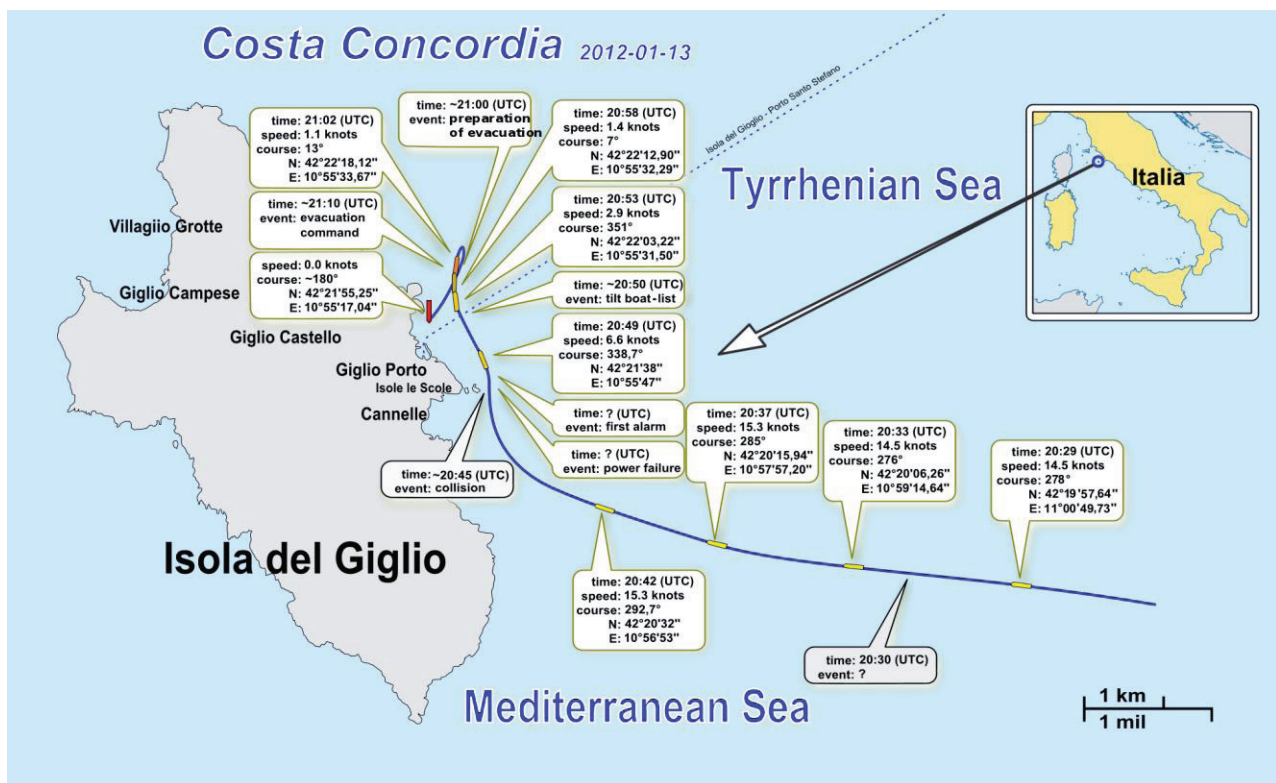 Costa Concordia 2012-01-13
time: 21:02 (UTC)
speed: 1.1 knots
course: 13°
N: 42°22'18,12"
E: 10°55'33,67"
time: ~21:00 (UTC)
event: preparation
of evacuation
time: 20:58 (UTC)
speed: 1.4 knots
course: 7°
N: 42°22'12,90"
E: 10°55'32,29"
Isola del Gioglio - Porto Santo Stefano
Tyrrhenian Sea
Italia
time: ~21:10 (UTC)
event: evacuation
command
time: 20:53 (UTC)
speed: 2.9 knots
course: 351°
N: 42°22'03,22"
E: 10°55'31,50"
Villagiio Grotte
speed: 0.0 knots
course: ~180°
N: 42°21'55,25"
E: 10°55'17,04"
time: ~20:50 (UTC)
event: tilt boat-list
Giglio Campese
Giglio Castello
time: 20:49 (UTC)
speed: 6.6 knots
course: 338,7°
N: 42°21'38"
E: 10°55'47"
Giglio Porto
Isole le Scole
Cannelle
time: ? (UTC)
event: first alarm
time: ? (UTC)
event: power failure
time: ~20:45 (UTC)
event: collision
time: 20:37 (UTC)
speed: 15.3 knots
course: 285°
N: 42°20'15,94"
E: 10°57'57,20"
time: 20:33 (UTC)
speed: 14.5 knots
course: 276°
N: 42°20'06,26"
E: 10°59'14,64"
time: 20:29 (UTC)
speed: 14.5 knots
course: 278°
N: 42°19'57,64"
E: 11°00'49,73"
Isola del Giglio
time: 20:42 (UTC)
speed: 15.3 knots
course: 292,7°
N: 42°20'32"
E: 10°56'53"
time: 20:30 (UTC)
event: ?
Mediterranean Sea
1 km
1 mil